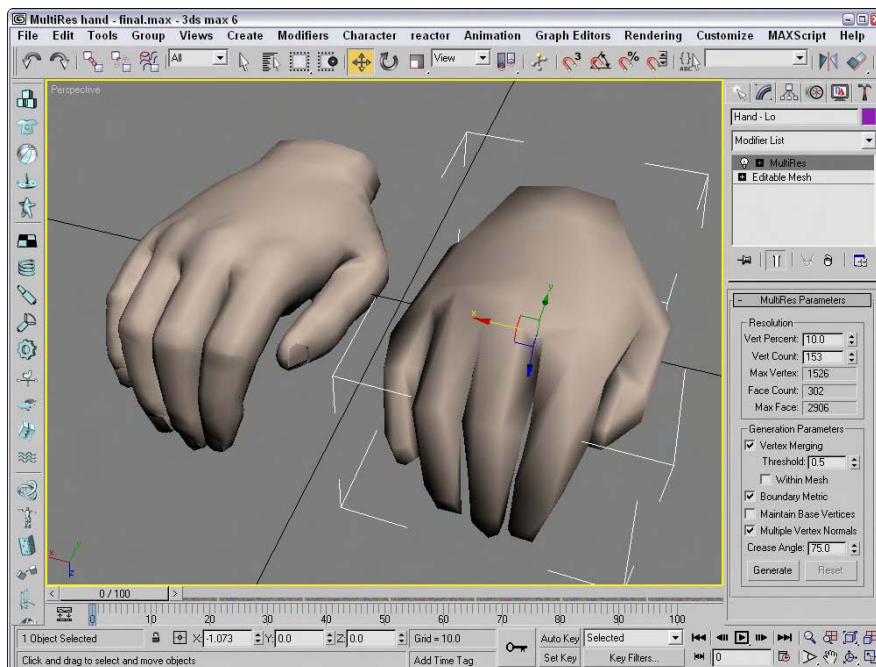 MultiRes hand - final.max - 3ds max 6
File Edit Tools Group Views Create Modifiers Character reactor Animation Graph Editors Rendering Customize MAXScript Help
All
View
Perspective
x
y
x
y
z
Hand - Lo
Modifier List
MultiRes
Editable Mesh
- MultiRes Parameters
Resolution
Vert Percent: 10.0
Vert Count: 153
Max Vertex: 1526
Face Count: 302
Max Face: 2906
Generation Parameters
Vertex Merging
Threshold: 0.5
Within Mesh
Boundary Metric
Maintain Base Vertices
Multiple Vertex Normals
Crease Angle: 75.0
Generate Reset
< 0 / 100 >
0 10 20 30 40 50 60 70 80 90 100
1 Object Selected X: -1.073 Y: 0.0 Z: 0.0 Grid = 10.0 Auto Key Selected
Click and drag to select and move objects Add Time Tag Set Key Key Filters... 0